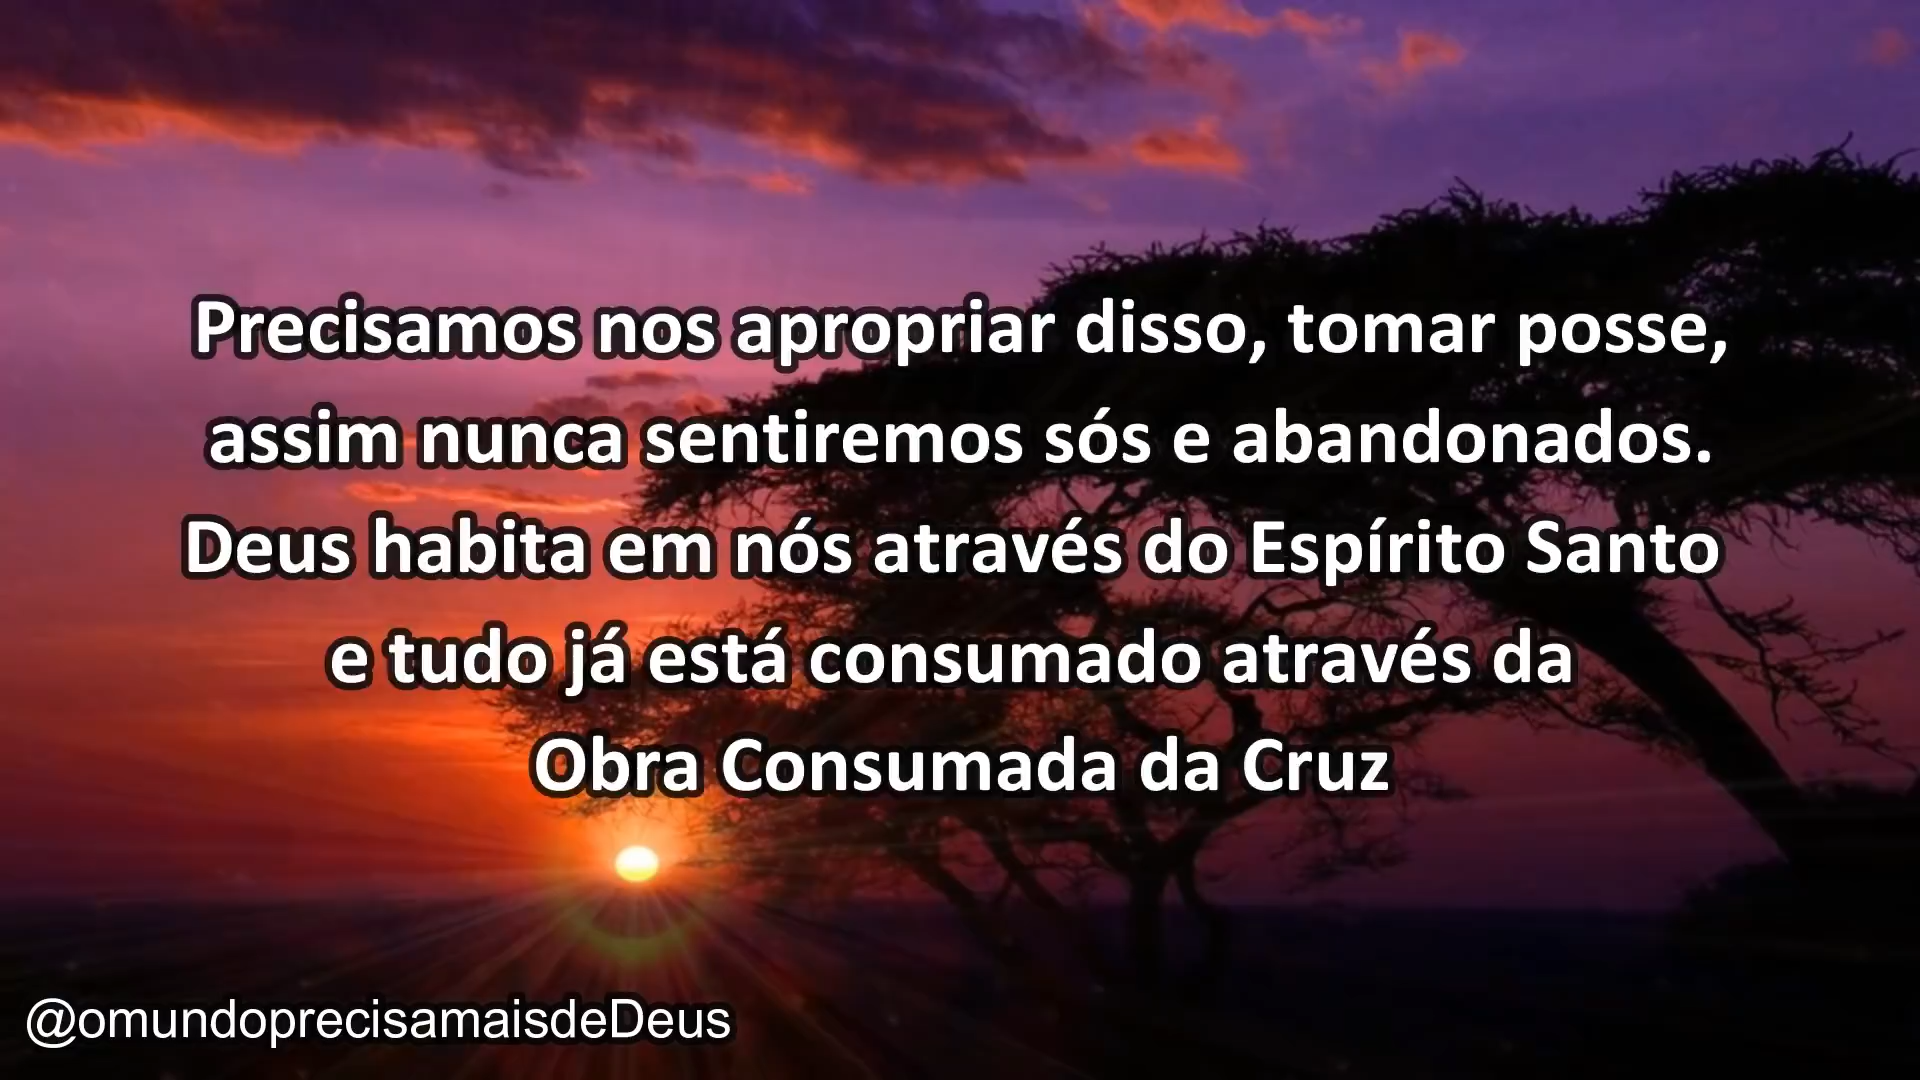 Precisamos nos apropriar disso, tomar posse,
assim nunca sentiremos sós e abandonados.
Deus habita em nós através do Espírito Santo
e tudo já está consumado através da
Obra Consumada da Cruz
@omundoprecisamaisdeDeus